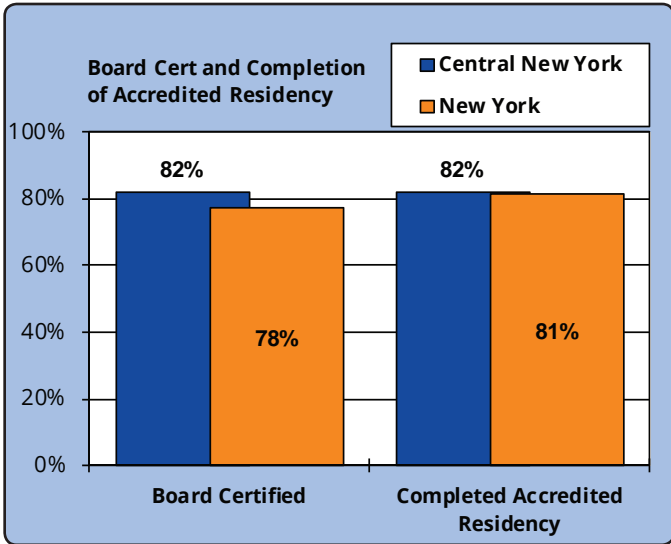 Board Cert and Completion
of Accredited Residency
Central New York
New York
100%
80%
60%
40%
20%
0%
82%
78%
82%
81%
Board Certified
Completed Accredited
Residency